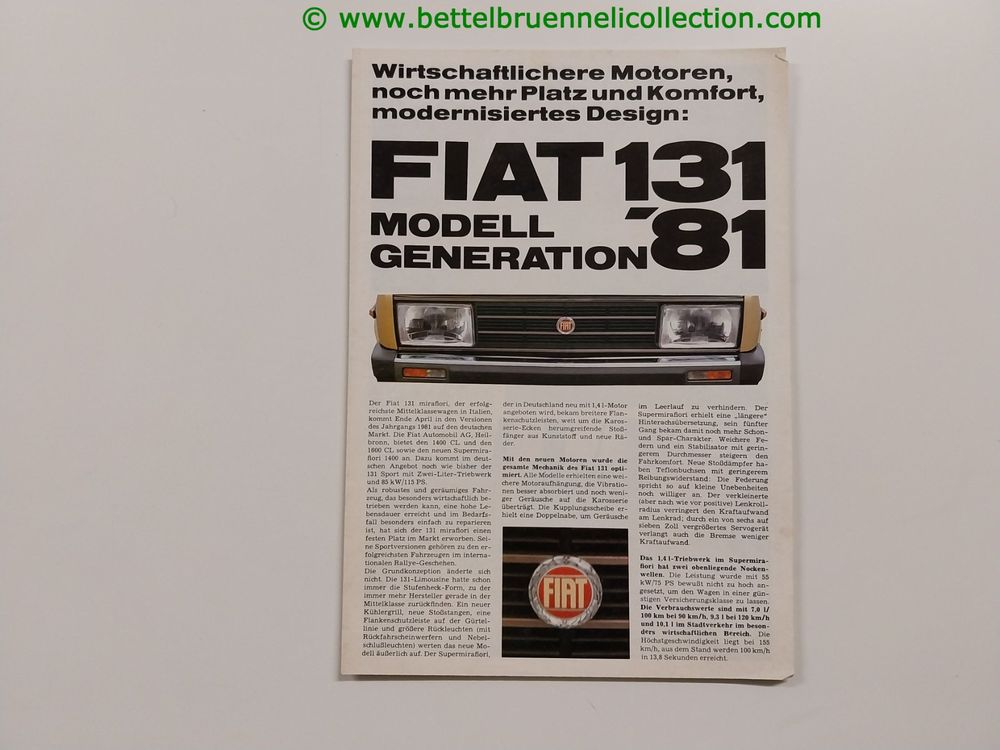 © www.bettelbruennelicollection.com
Wirtschaftlichere Motoren,
noch mehr Platz und Komfort,
modernisiertes Design:
FIAT 131
MODELL
GENERATION ´81
FIAT
Der Fiat 131 mirafiori, der erfolg-
reichste Mittelklassewagen in Italien,
kommt Ende April in den Versionen
des Jahrgangs 1981 auf den deutschen
Markt. Die Fiat Automobil AG, Heil-
bronn, bietet den 1400 CL und den
1600 CL sowie den neuen Supermira-
fiori 1400 an. Dazu kommt im deut-
schen Angebot noch wie bisher der
131 Sport mit Zwei-Liter-Triebwerk
und 85 kW/115 PS.
Als robustes und geräumiges Fahr-
zeug, das besonders wirtschaftlich be-
trieben werden kann, eine hohe Le-
bensdauer erreicht und im Bedarfs-
fall besonders einfach zu reparieren
ist, hat sich der 131 mirafiori einen
festen Platz im Markt erworben. Sei-
ne Sportversionen gehören zu den er-
folgreichsten Fahrzeugen im interna-
tionalen Rallye-Geschehen.
Die Grundkonzeption änderte sich
nicht. Die 131-Limousine hatte schon
immer die Stufenheck-Form, zu der
immer mehr Hersteller gerade in der
Mittelklasse zurückfinden. Ein neuer
Kühlergrill, neue Stoßstangen, eine
Flankenschutzleiste auf der Gürtel-
linie und größere Rückleuchten (mit
Rückfahrscheinwerfern und Nebel-
schlußleuchten) werten das neue Mo-
dell äußerlich auf. Der Supermirafiori,
der in Deutschland neu mit 1,4 l-Motor
angeboten wird, bekam breitere Flan-
kenschutzleisten, weit um die Karos-
serie-Ecken herumgreifende Stoß-
fänger aus Kunststoff und neue Rä-
der.
Mit den neuen Motoren wurde die
gesamte Mechanik des Fiat 131 opti-
miert. Alle Modelle erhielten eine wei-
chere Motoraufhängung, die Vibratio-
nen besser absorbiert und noch weni-
ger Geräusche auf die Karosserie
überträgt. Die Kupplungsscheibe er-
hielt eine Doppelnabe, um Geräusche
FIAT
im Leerlauf zu verhindern. Der
Supermirafiori erhielt eine „längere“
Hinterachsübersetzung, sein fünfter
Gang bekam damit noch mehr Schon-
und Spar-Charakter. Weichere Fe-
dern und ein Stabilisator mit gerin-
gerem Durchmesser steigern den
Fahrkomfort. Neue Stoßdämpfer ha-
ben Teflonbuchsen mit geringerem
Reibungswiderstand: Die Federung
spricht so auf kleine Unebenheiten
noch williger an. Der verkleinerte
(aber nach wie vor positive) Lenkroll-
radius verringert den Kraftaufwand
am Lenkrad; durch ein von sechs auf
sieben Zoll vergrößertes Servogerät
verlangt auch die Bremse weniger
Kraftaufwand.
Das 1,4 l-Triebwerk im Supermira-
fiori hat zwei obenliegende Nocken-
wellen. Die Leistung wurde mit 55
kW/75 PS bewußt nicht zu hoch an-
gesetzt, um den Wagen in einer gün-
stigen Versicherungsklasse zu lassen.
Die Verbrauchswerte sind mit 7,0 l/
100 km bei 90 km/h, 9,3 l bei 120 km/h
und 10,1 l im Stadtverkehr im beson-
ders wirtschaftlichen Bereich. Die
Höchstgeschwindigkeit liegt bei 155
km/h, aus dem Stand werden 100 km/h
in 13,8 Sekunden erreicht.